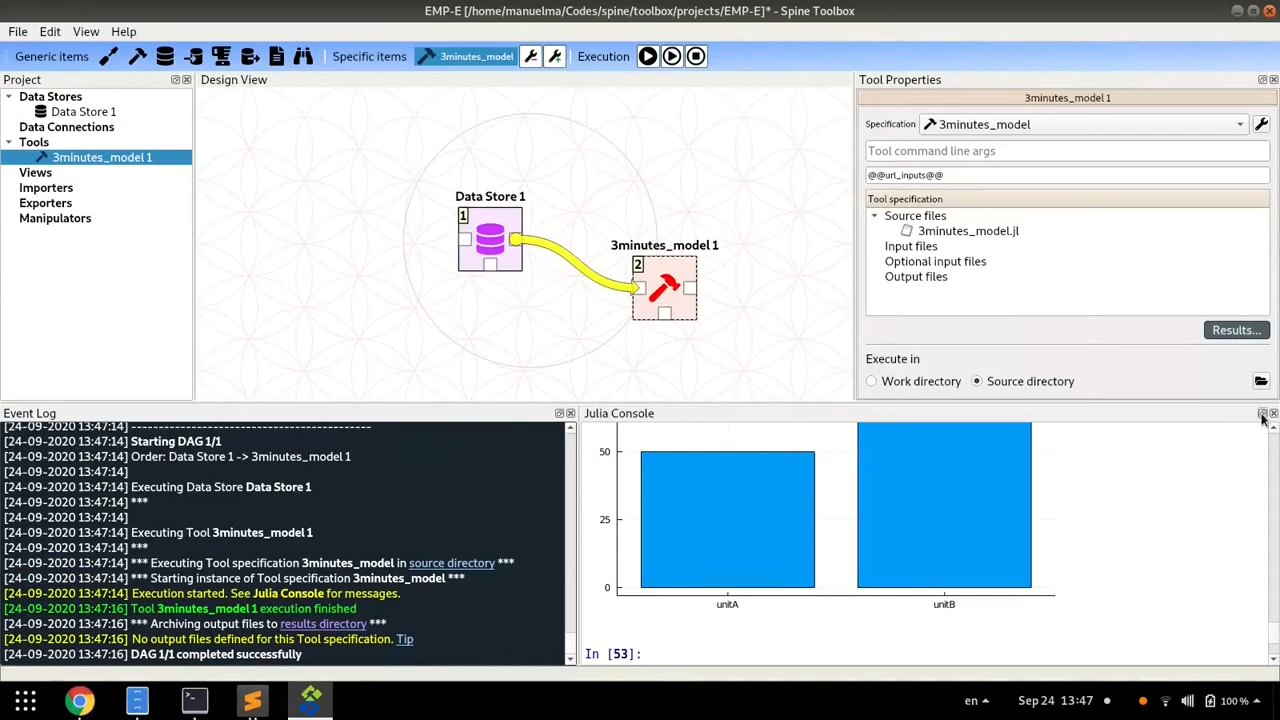 EMP-E [/home/manuelma/Codes/spine/toolbox/projects/EMP-E]* - Spine Toolbox
File Edit View Help
Generic items Specific items 3minutes_model Execution
Project
Data Stores
Data Store 1
Data Connections
Tools
3minutes_model 1
Views
Importers
Exporters
Manipulators
Design View
Data Store 1
1
3minutes_model 1
2
Tool Properties
3minutes_model 1
Specification 3minutes_model
Tool command line args
@@url_inputs@@
Tool specification
Source files
3minutes_model.jl
Input files
Optional input files
Output files
Results...
Execute in
Work directory Source directory
Event Log
[24-09-2020 13:47:14] --------------------------------------------
[24-09-2020 13:47:14] Starting DAG 1/1
[24-09-2020 13:47:14] Order: Data Store 1 -> 3minutes_model 1
[24-09-2020 13:47:14]
[24-09-2020 13:47:14] Executing Data Store Data Store 1
[24-09-2020 13:47:14] ***
[24-09-2020 13:47:14]
[24-09-2020 13:47:14] Executing Tool 3minutes_model 1
[24-09-2020 13:47:14] ***
[24-09-2020 13:47:14] *** Executing Tool specification 3minutes_model in source directory ***
[24-09-2020 13:47:14] *** Starting instance of Tool specification 3minutes_model ***
[24-09-2020 13:47:14] Execution started. See Julia Console for messages.
[24-09-2020 13:47:16] Tool 3minutes_model 1 execution finished
[24-09-2020 13:47:16] *** Archiving output files to results directory ***
[24-09-2020 13:47:16] No output files defined for this Tool specification. Tip
[24-09-2020 13:47:16] DAG 1/1 completed successfully
Julia Console
50
25
0
unitA unitB
In [53]:
en Sep 24 13:47 100 %